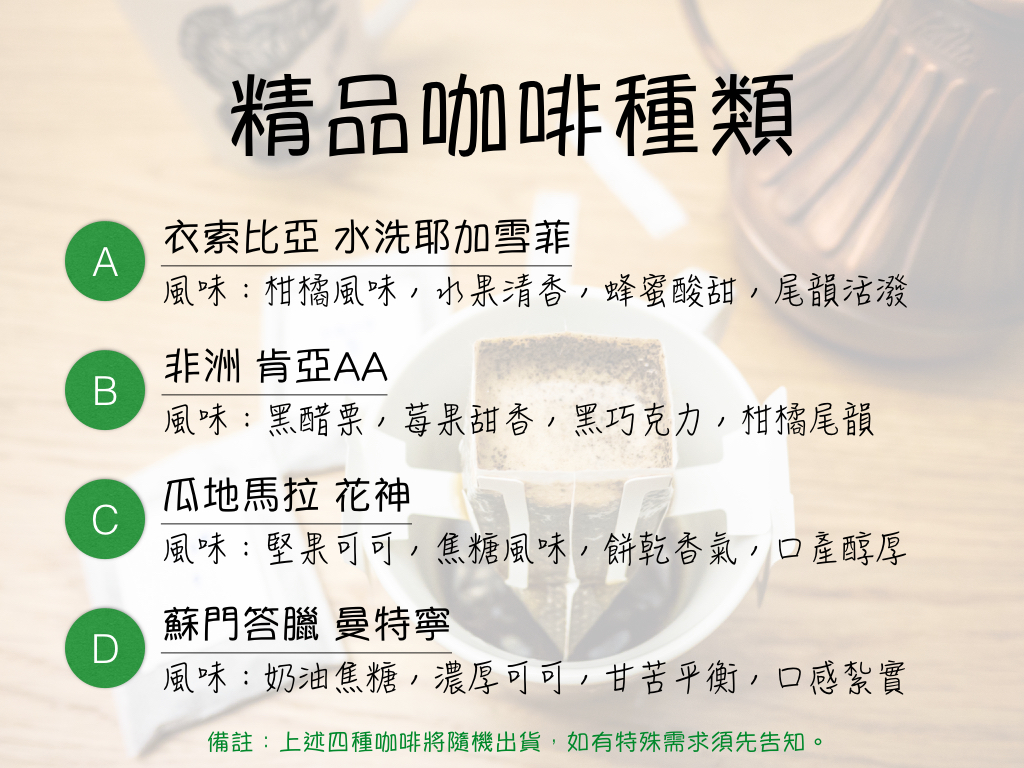 精品咖啡種類
A
衣索比亞 水洗耶加雪菲
風味：柑橘風味，水果清香，蜂蜜酸甜，尾韻活潑
B
非洲 肯亞AA
風味：黑醋栗，莓果甜香，黑巧克力，柑橘尾韻
C
瓜地馬拉 花神
風味：堅果可可，焦糖風味，餅乾香氣，口產醇厚
D
蘇門答臘 曼特寧
風味：奶油焦糖，濃厚可可，甘苦平衡，口感紮實
備註：上述四種咖啡將隨機出貨，如有特殊需求須先告知。